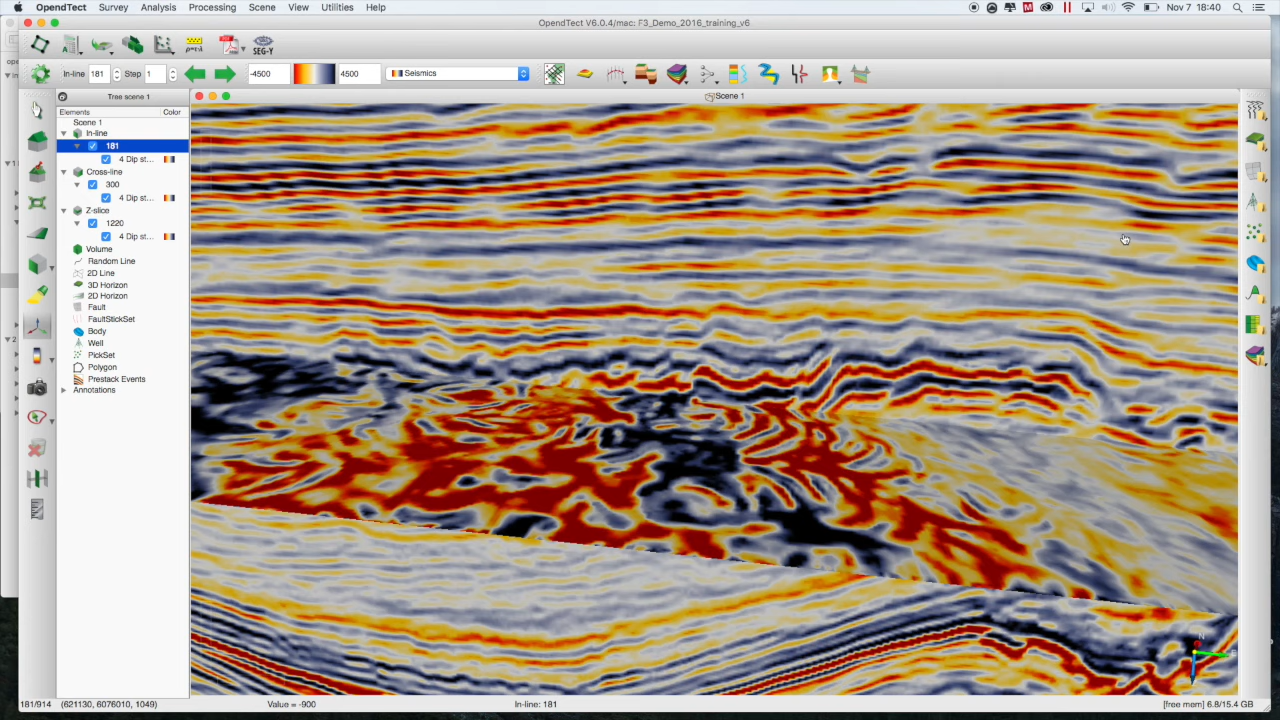 OpendTect Survey Analysis Processing Scene View Utilities Help Nov 7 18:40
OpendTect V6.0.4/mac: F3_Demo_2016_training_v6
ρ=tt/λ PDF SEG-Y
In-line 181 Step 1 -4500 4500 Seismics
Tree scene 1 Scene 1
Elements Color
Scene 1
In-line
181
4 Dip st...
Cross-line
300
4 Dip st...
Z-slice
1220
4 Dip st...
Volume
Random Line
2D Line
3D Horizon
2D Horizon
Fault
FaultStickSet
Body
Well
PickSet
Polygon
Prestack Events
Annotations
N
E
181/914 (621130, 6076010, 1049) Value = -900 In-line: 181 [free mem] 6.8/15.4 GB